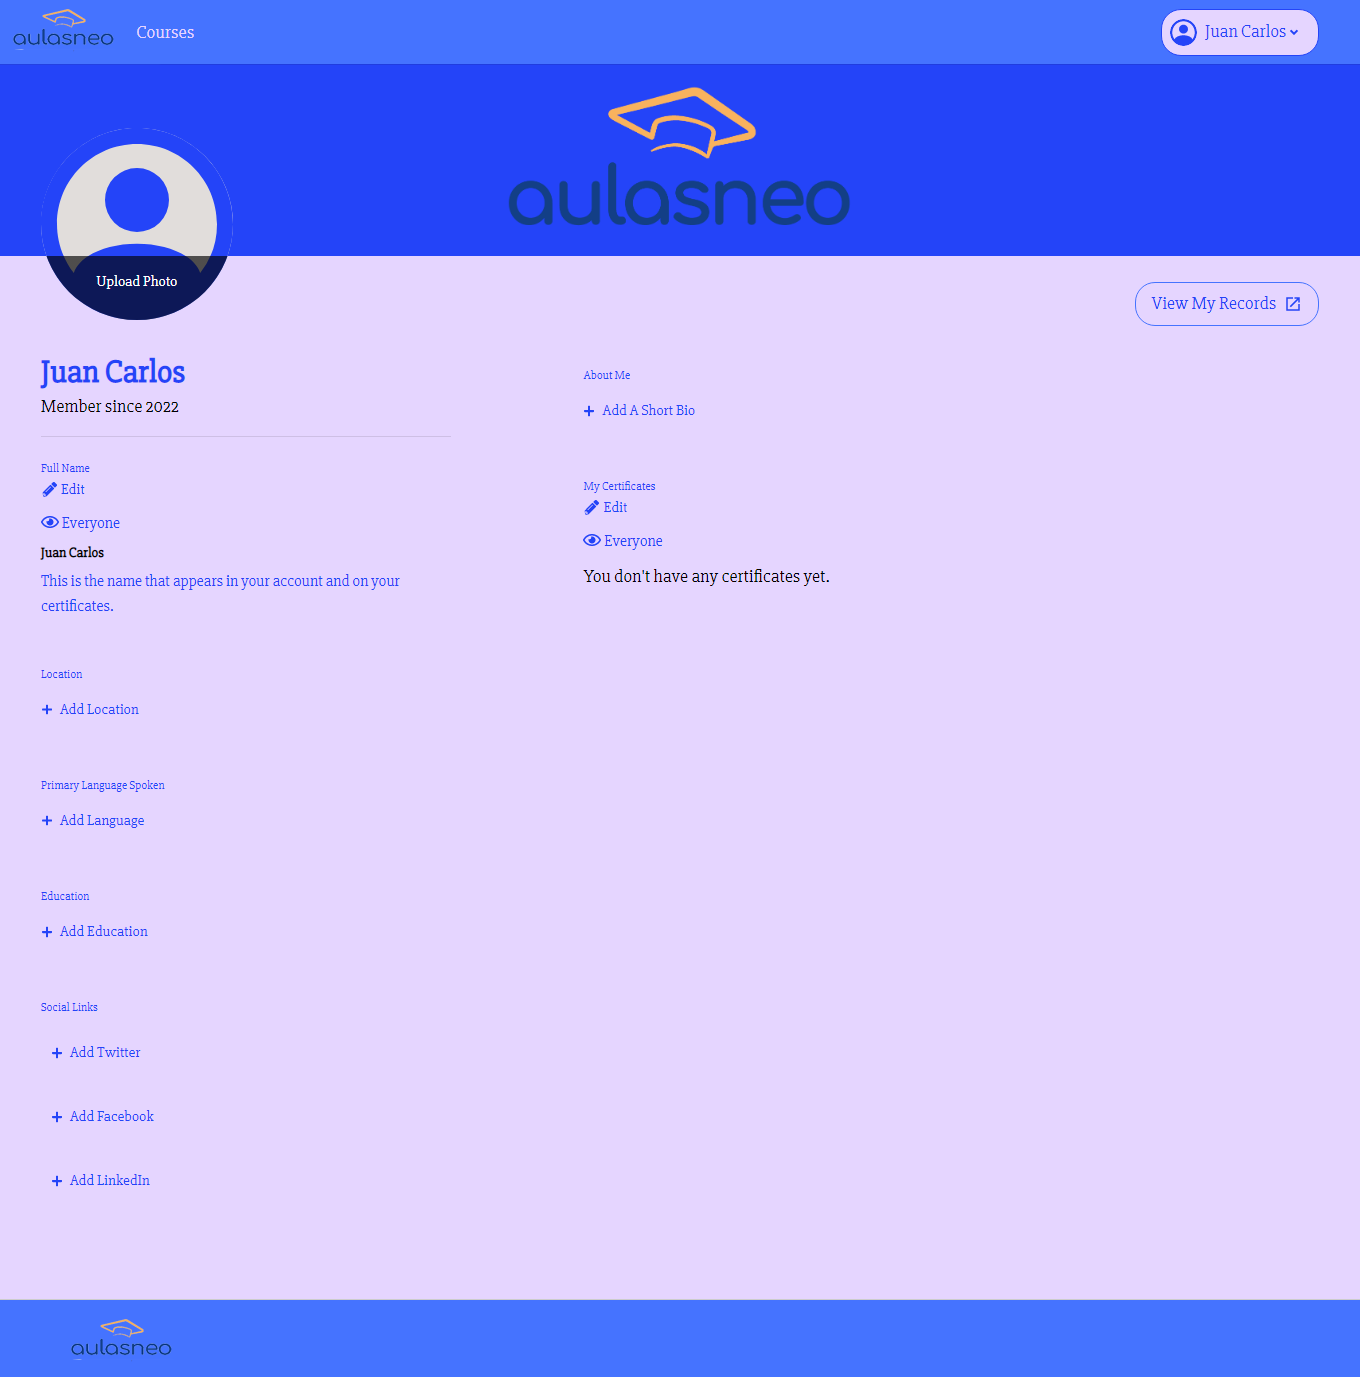 aulasneo
Courses
Juan Carlos
aulasneo
Upload Photo
View My Records
Juan Carlos
Member since 2022
Full Name
Edit
Everyone
Juan Carlos
This is the name that appears in your account and on your
certificates.
Location
Add Location
Primary Language Spoken
Add Language
Education
Add Education
Social Links
Add Twitter
Add Facebook
Add LinkedIn
About Me
Add A Short Bio
My Certificates
Edit
Everyone
You don't have any certificates yet.
aulasneo